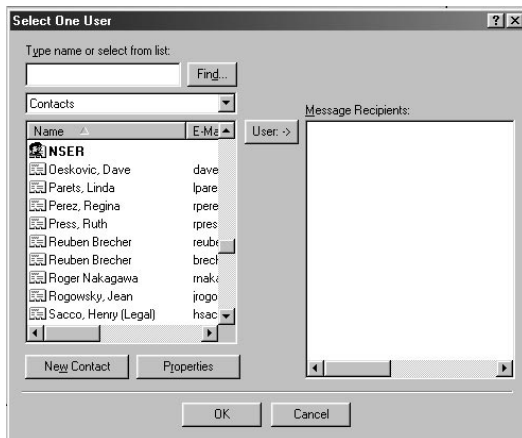 Select One User
Type name or select from list:
Find...
Contacts
Message Recipients:
Name E-Ma
User: ->
NSER
Oeskovic, Dave dave
Parets, Linda lpare
Perez, Regina rpere
Press, Ruth rpres
Reuben Brecher reube
Reuben Brecher brech
Roger Nakagawa rnaka
Rogowsky, Jean jrogo
Sacco, Henry (Legal) hsac
New Contact Properties
OK Cancel